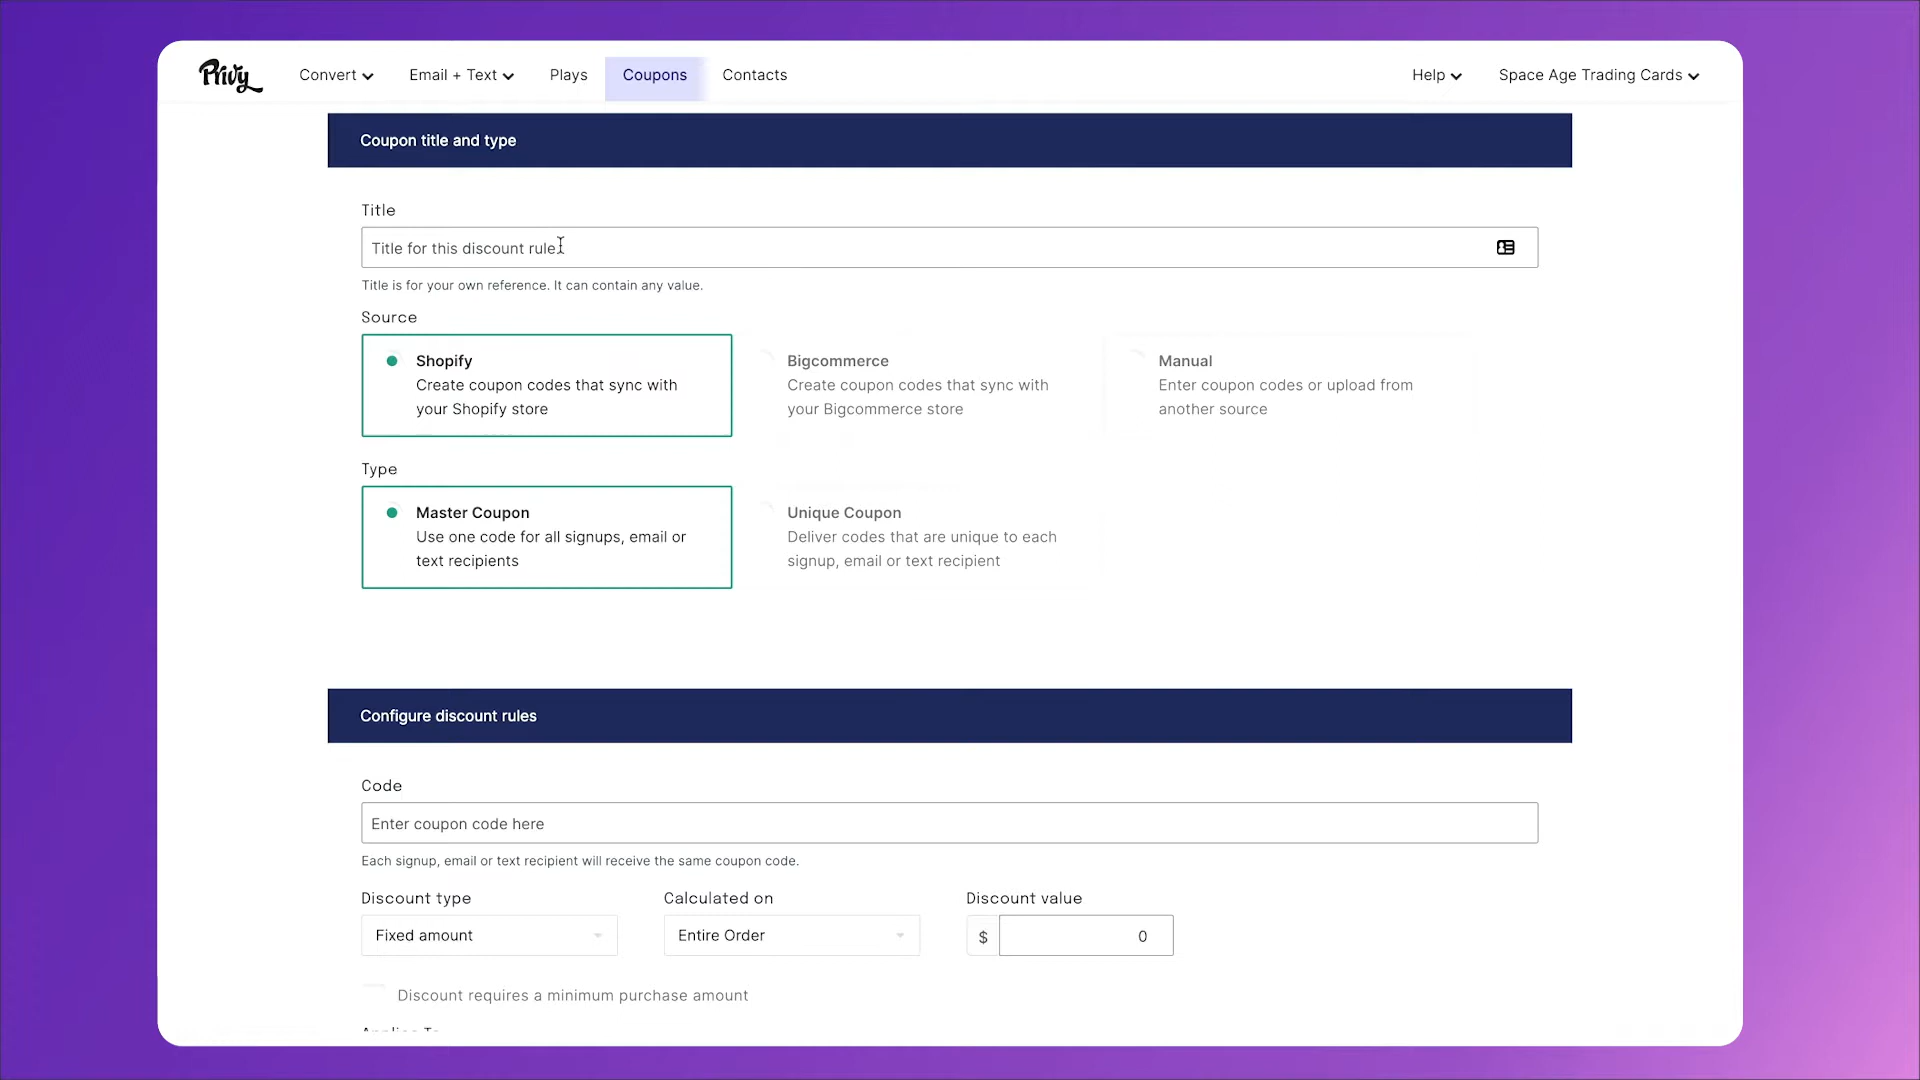 Privy
Convert
Email + Text
Plays
Coupons
Contacts
Help
Space Age Trading Cards
Coupon title and type
Title
Title for this discount rule
Title is for your own reference. It can contain any value.
Source
Shopify
Create coupon codes that sync with
your Shopify store
Bigcommerce
Create coupon codes that sync with
your Bigcommerce store
Manual
Enter coupon codes or upload from
another source
Type
Master Coupon
Use one code for all signups, email or
text recipients
Unique Coupon
Deliver codes that are unique to each
signup, email or text recipient
Configure discount rules
Code
Enter coupon code here
Each signup, email or text recipient will receive the same coupon code.
Discount type
Calculated on
Discount value
Fixed amount
Entire Order
$
0
Discount requires a minimum purchase amount